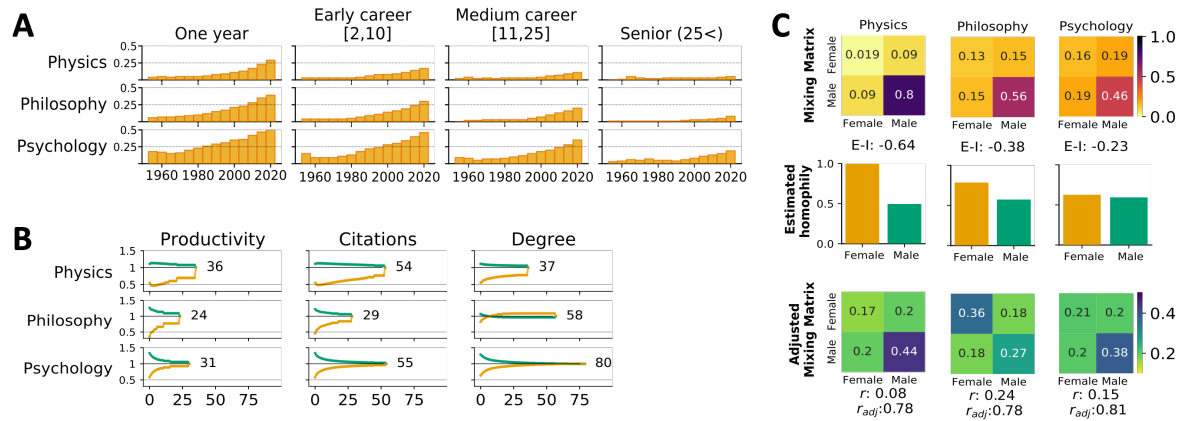 A
One year
Early career
[2,10]
Medium career
[11,25]
Senior (25<)
Physics
0.5
0.25
Philosophy
0.5
0.25
Psychology
0.5
0.25
1960 1980 2000 2020
1960 1980 2000 2020
1960 1980 2000 2020
1960 1980 2000 2020
B
Productivity
Citations
Degree
Physics
1.5
1
0.5
36
54
37
Philosophy
1.5
1
0.5
24
29
58
Psychology
1.5
1
0.5
31
55
80
0 25 50 75
0 25 50 75
0 25 50 75
C
Physics
Philosophy
Psychology
Mixing Matrix
Female
Male
0.019 0.09
0.09 0.8
0.13 0.15
0.15 0.56
0.16 0.19
0.19 0.46
1.0
0.5
0.0
Female Male
Female Male
Female Male
E-I: -0.64
E-I: -0.38
E-I: -0.23
Estimated
homophily
1.0
0.5
0.0
Female Male
Female Male
Female Male
Adjusted
Mixing Matrix
Female
Male
0.17 0.2
0.2 0.44
0.36 0.18
0.18 0.27
0.21 0.2
0.2 0.38
0.4
0.2
Female Male
Female Male
Female Male
r: 0.08
r: 0.24
r: 0.15
radj:0.78
radj:0.78
radj:0.81